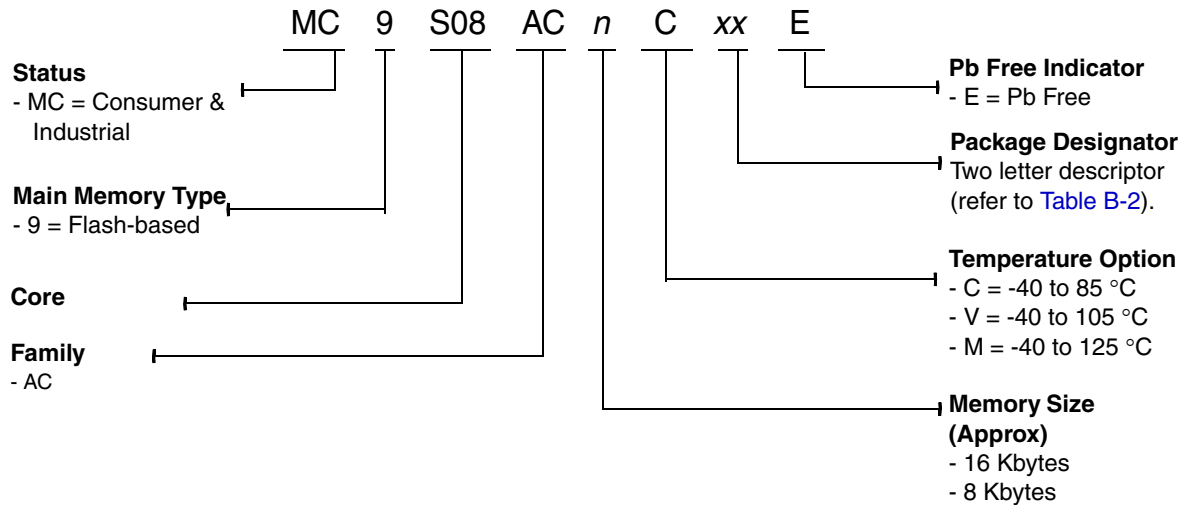 MC 9 S08 AC n C xx E
Status
- MC = Consumer &
Industrial
Main Memory Type
- 9 = Flash-based
Core
Family
- AC
Pb Free Indicator
- E = Pb Free
Package Designator
Two letter descriptor
(refer to Table B-2).
Temperature Option
- C = -40 to 85 °C
- V = -40 to 105 °C
- M = -40 to 125 °C
Memory Size
(Approx)
- 16 Kbytes
- 8 Kbytes